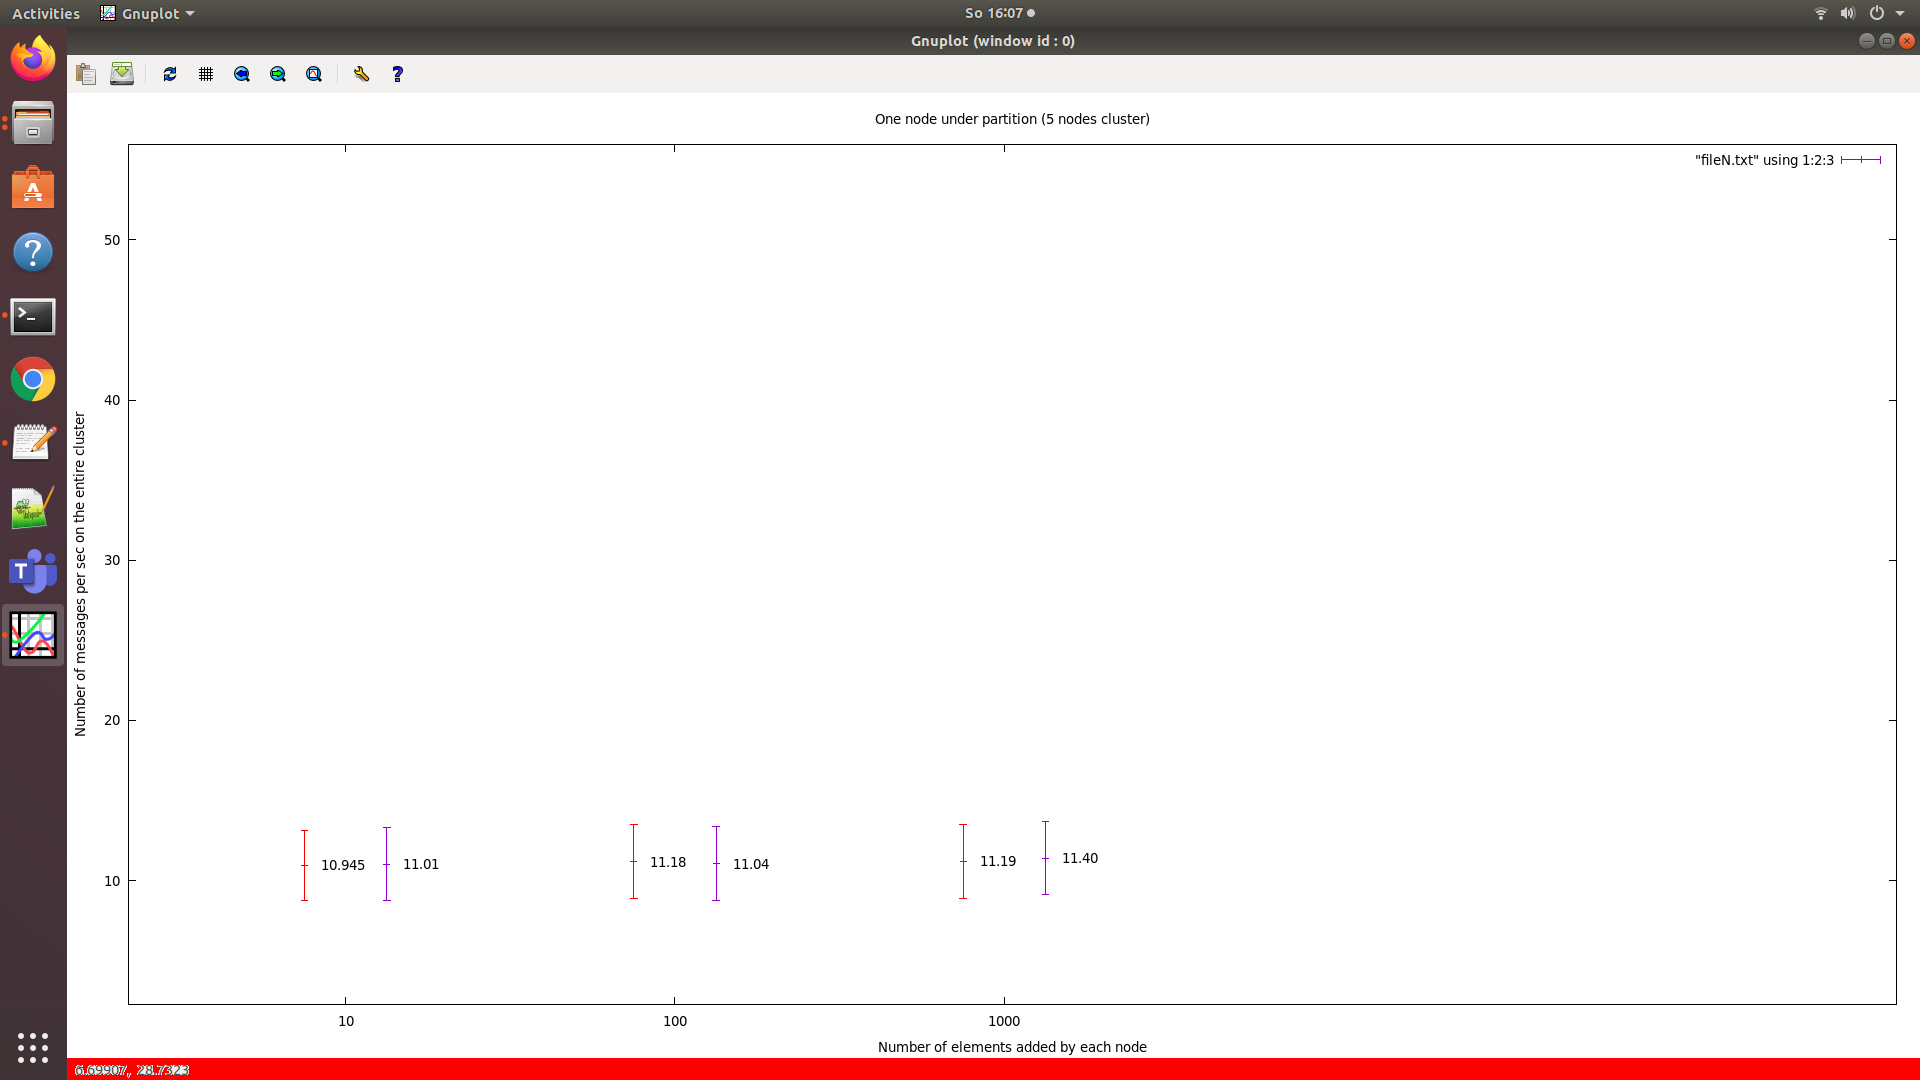 Activities Gnuplot So 16:07
Gnuplot (window id : 0)
One node under partition (5 nodes cluster)
"fileN.txt" using 1:2:3
50
40
30
20
10
Number of messages per sec on the entire cluster
10.945 11.01 11.18 11.04 11.19 11.40
10 100 1000
Number of elements added by each node
6.69907, 28.7323